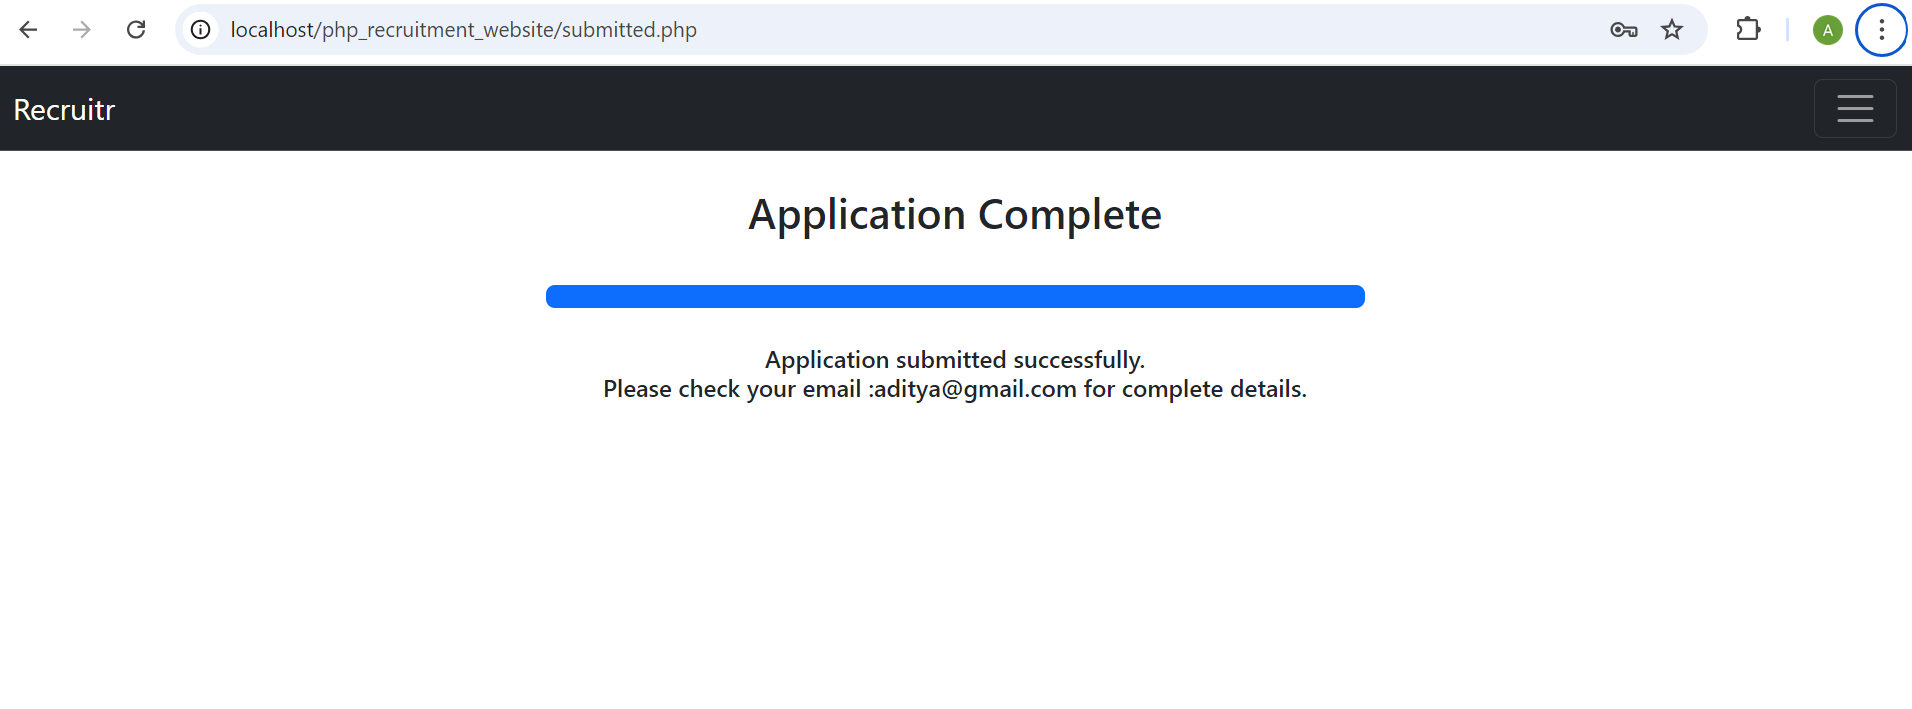 localhost/php_recruitment_website/submitted.php
A
Recruitr
Application Complete
Application submitted successfully.
Please check your email :aditya@gmail.com for complete details.